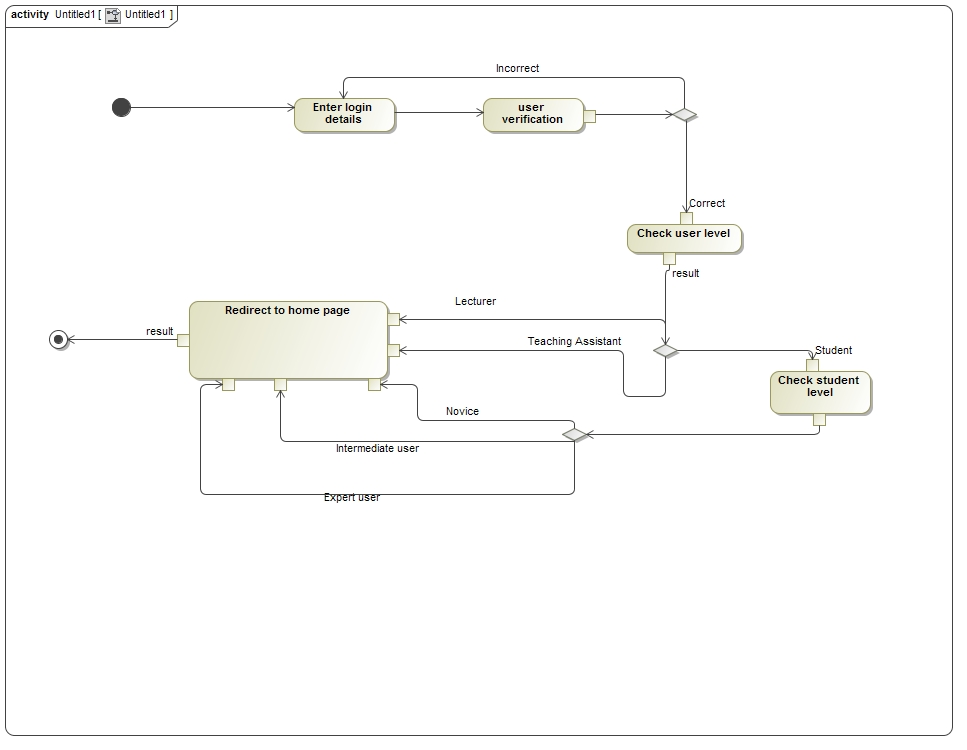 activity Untitled1 [ Untitled1 ]
Incorrect
Enter login
details
user
verification
Correct
Check user level
result
Lecturer
Redirect to home page
result
Teaching Assistant
Student
Check student
level
Novice
Intermediate user
Expert user